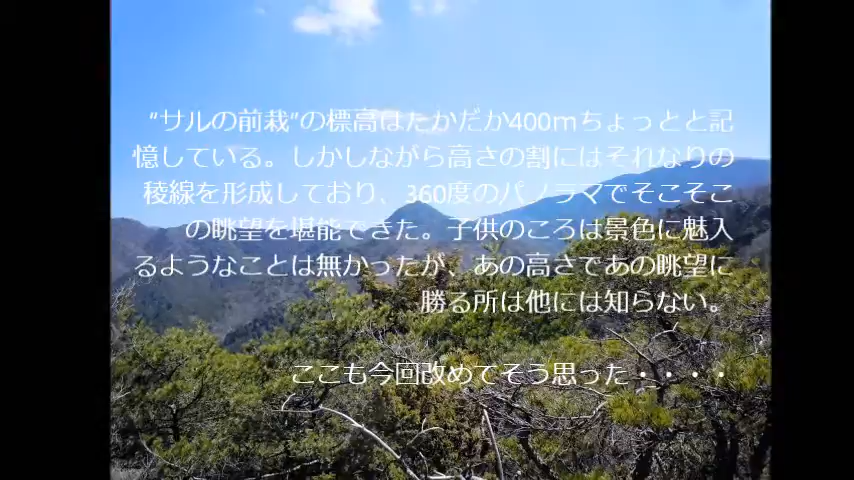 “サルの前栽”の標高はたかだか400mちょっとと記
憶している。しかしながら高さの割にはそれなりの
稜線を形成しており、360度のパノラマでそこそこ
の眺望を堪能できた。子供のころは景色に魅入
るようなことは無かったが、あの高さであの眺望に
勝る所は他には知らない。
ここも今回改めてそう思った・・・・